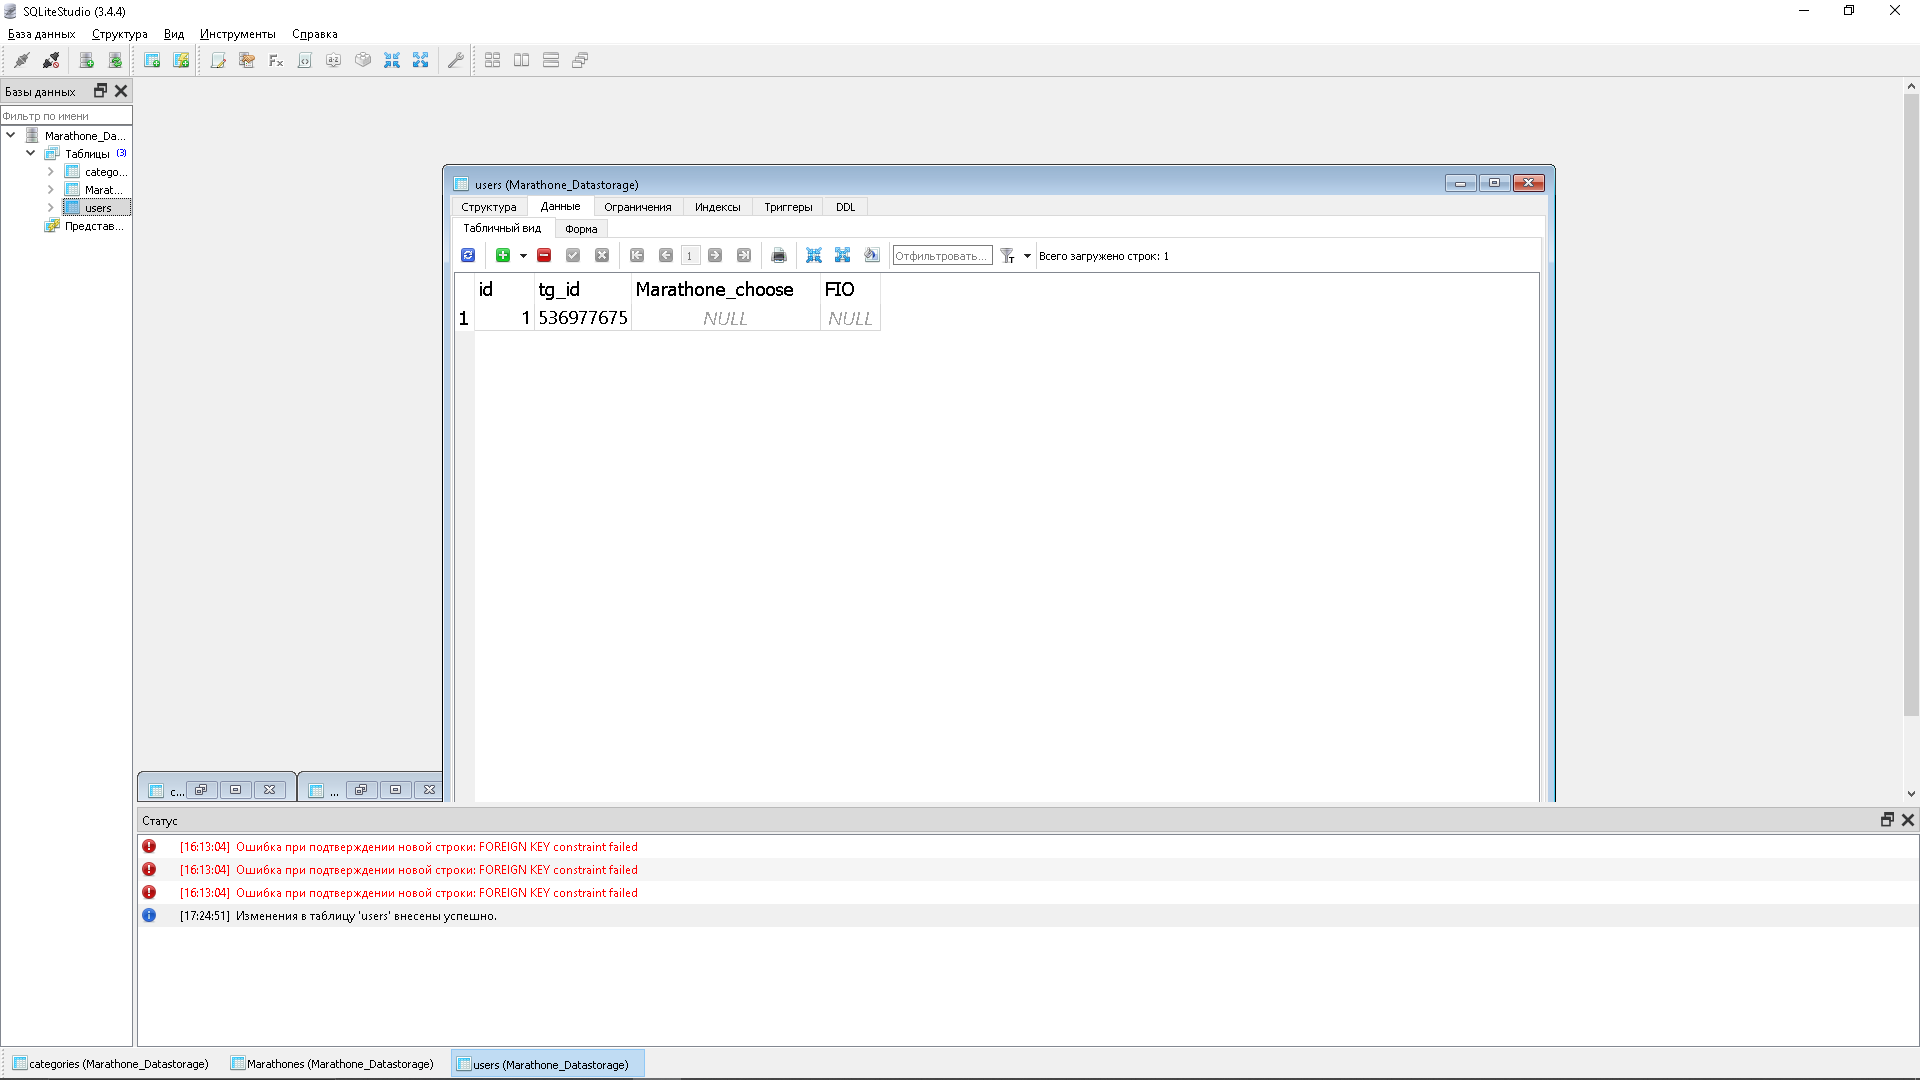 SQLiteStudio (3.4.4)
База данных Структура Вид Инструменты Справка
Базы данных
Фильтр по имени
Marathone_Da...
Таблицы (3)
catego...
Marat...
users
Представ...
users (Marathone_Datastorage)
Структура Данные Ограничения Индексы Триггеры DDL
Табличный вид Форма
1 Отфильтровать... Всего загружено строк: 1
id tg_id Marathone_choose FIO
1 1 536977675 NULL NULL
c... ...
Статус
[16:13:04] Ошибка при подтверждении новой строки: FOREIGN KEY constraint failed
[16:13:04] Ошибка при подтверждении новой строки: FOREIGN KEY constraint failed
[16:13:04] Ошибка при подтверждении новой строки: FOREIGN KEY constraint failed
[17:24:51] Изменения в таблицу 'users' внесены успешно.
categories (Marathone_Datastorage) Marathones (Marathone_Datastorage) users (Marathone_Datastorage)